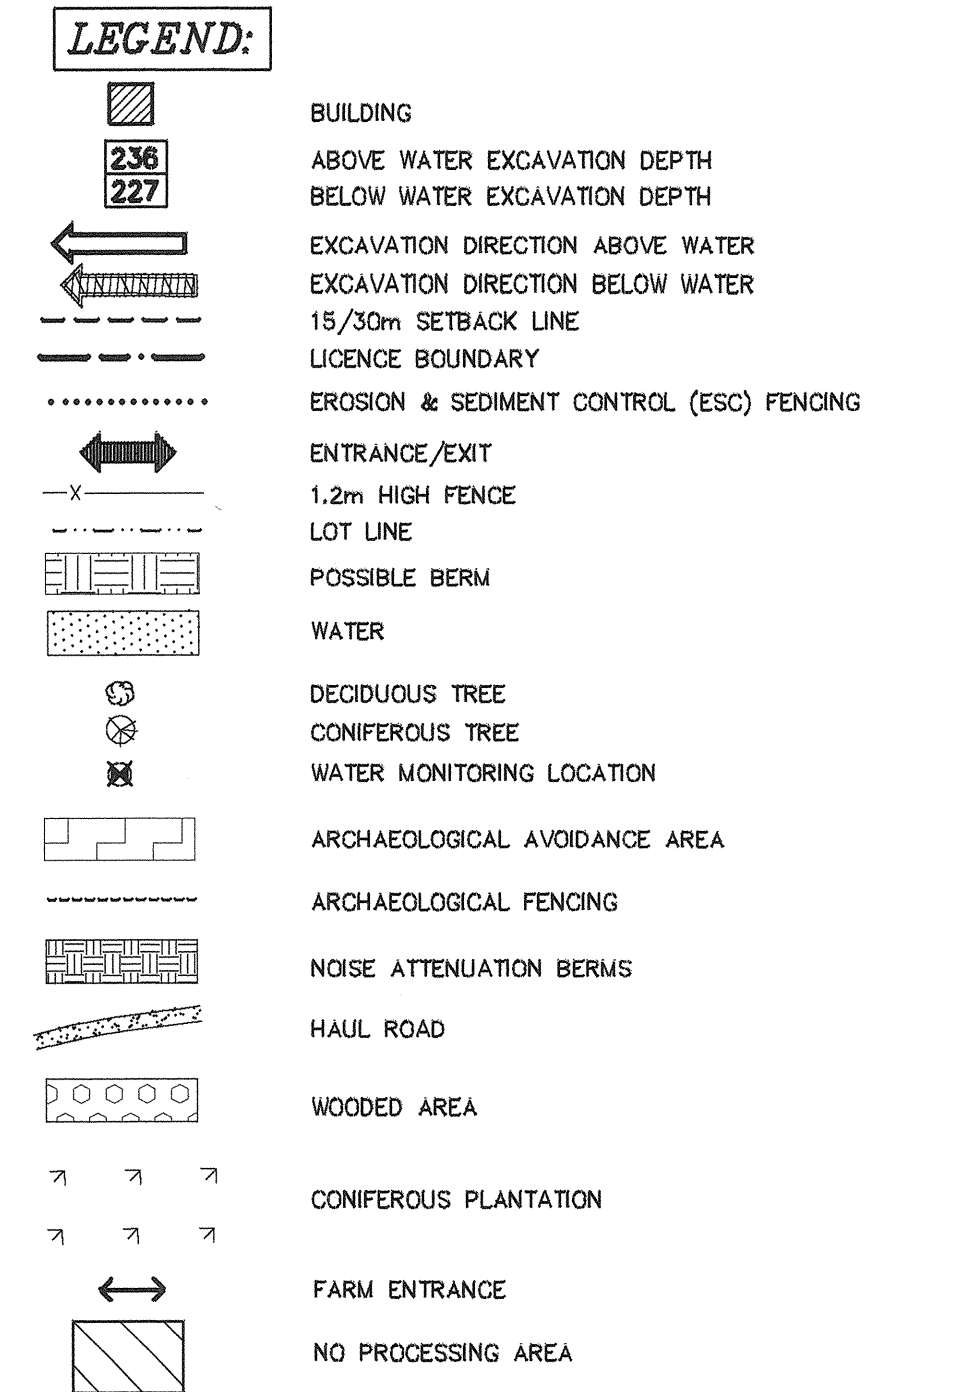 LEGEND:
BUILDING
236 ABOVE WATER EXCAVATION DEPTH
227 BELOW WATER EXCAVATION DEPTH
EXCAVATION DIRECTION ABOVE WATER
EXCAVATION DIRECTION BELOW WATER
15/30m SETBACK LINE
LICENCE BOUNDARY
EROSION & SEDIMENT CONTROL (ESC) FENCING
ENTRANCE/EXIT
X 1.2m HIGH FENCE
LOT LINE
POSSIBLE BERM
WATER
DECIDUOUS TREE
CONIFEROUS TREE
WATER MONITORING LOCATION
ARCHAEOLOGICAL AVOIDANCE AREA
ARCHAEOLOGICAL FENCING
NOISE ATTENUATION BERMS
HAUL ROAD
WOODED AREA
CONIFEROUS PLANTATION
FARM ENTRANCE
NO PROCESSING AREA